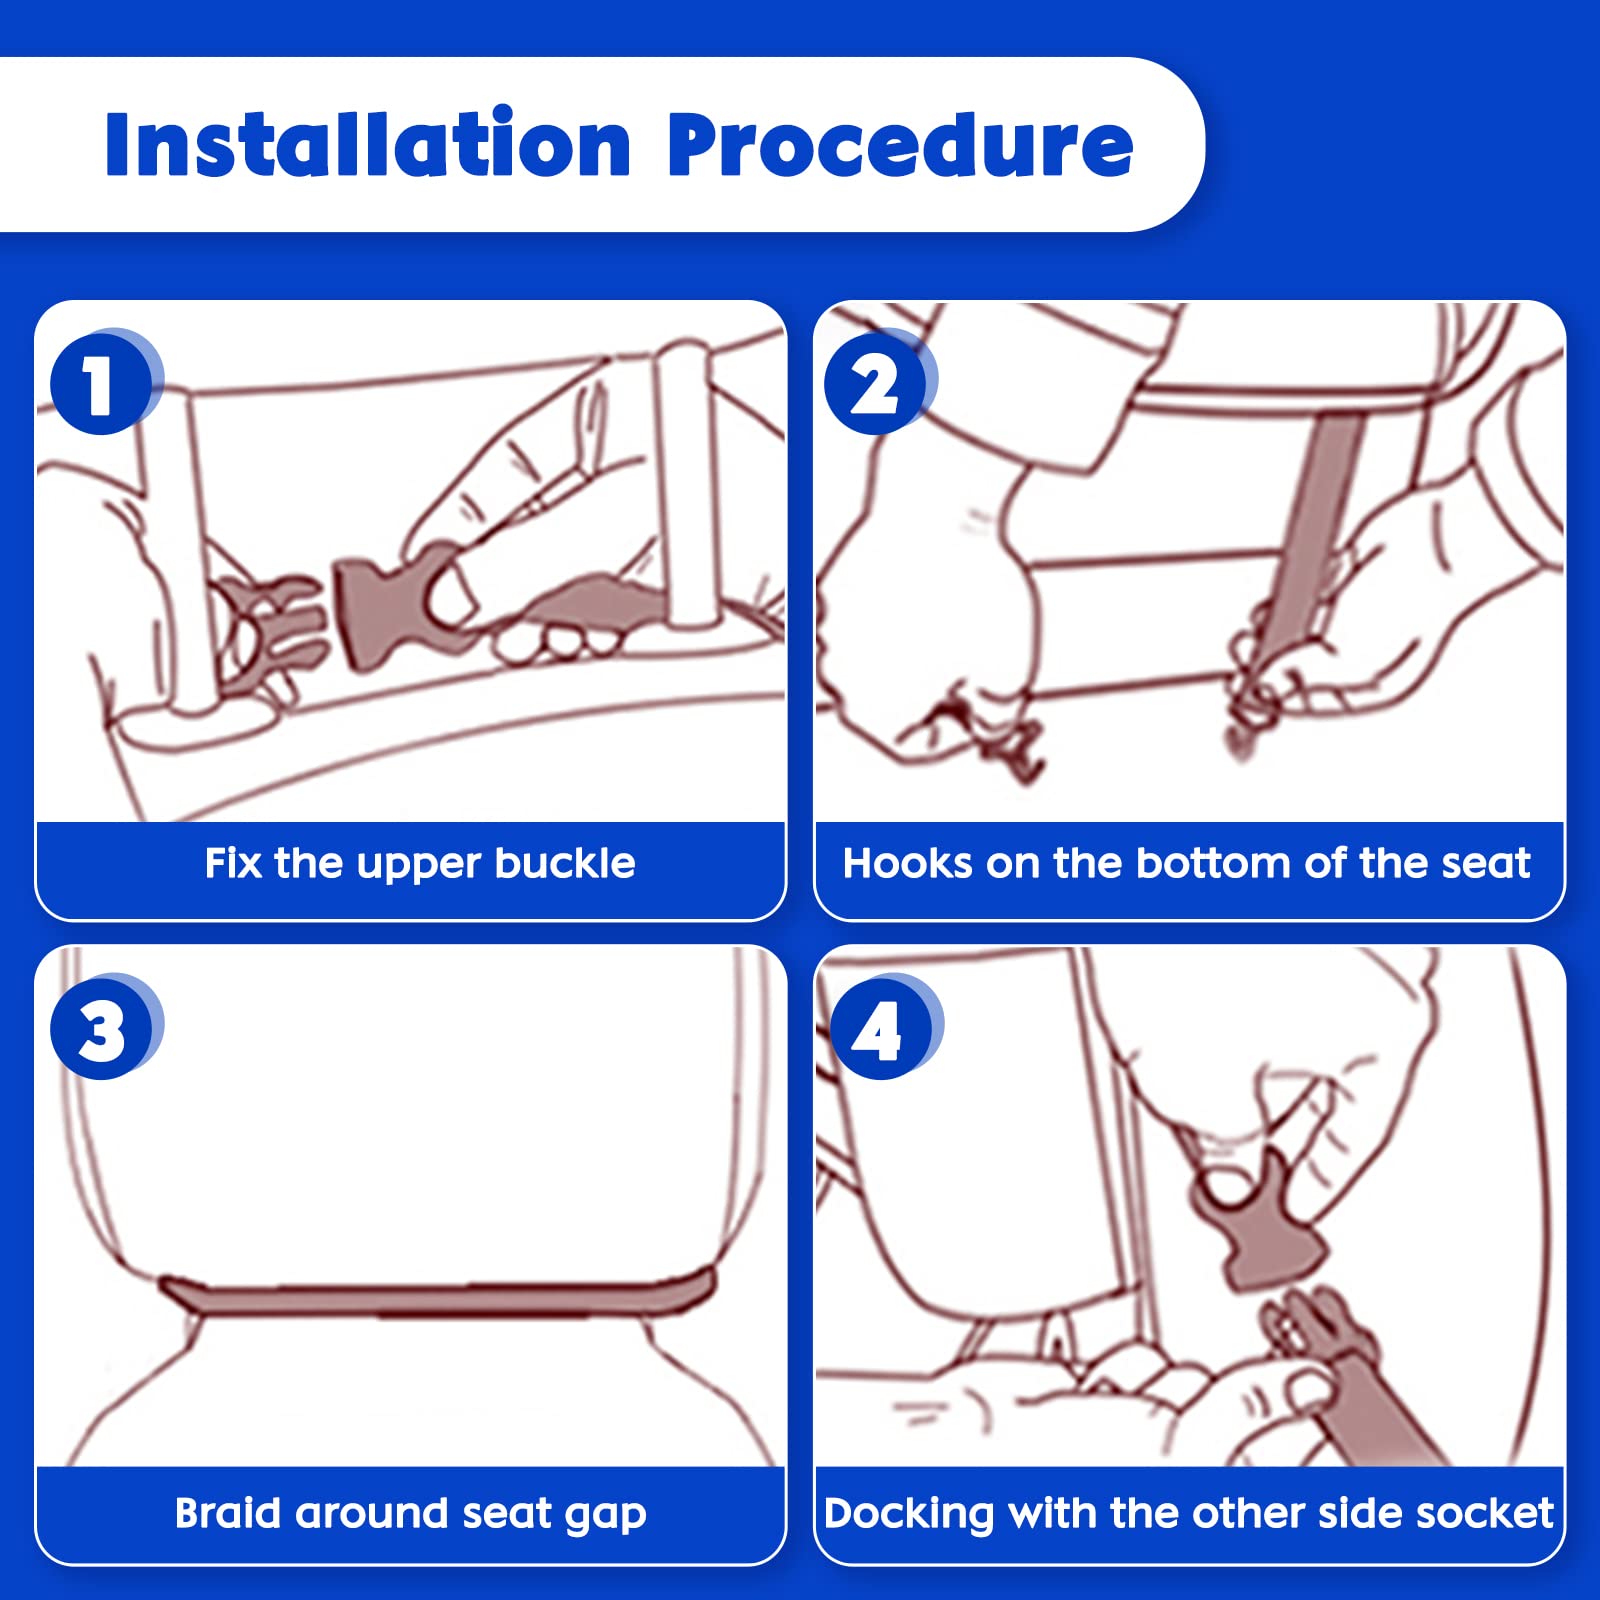 Installation Procedure
1
2
Fix the upper buckle
Hooks on the bottom of the seat
3
4
Braid around seat gap
Docking with the other side socket